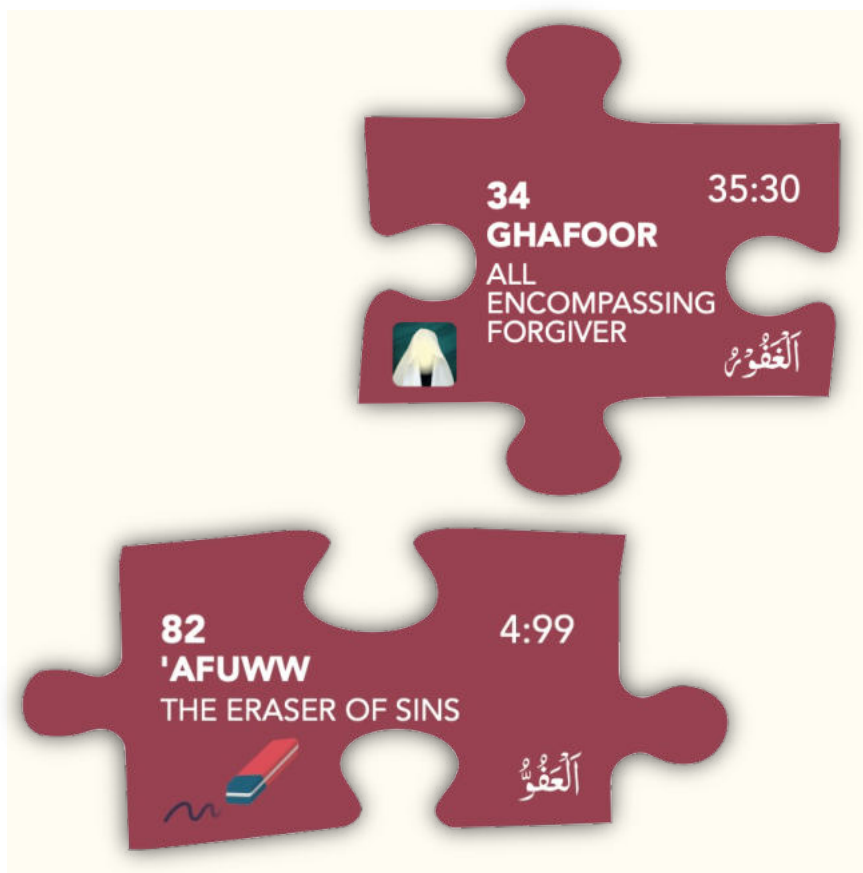 34
35:30
GHAFOOR
ALL
ENCOMPASSING
FORGIVER
اَلْغَفُوْرُ
82
4:99
'AFUWW
THE ERASER OF SINS
اَلْعَفُوُّ